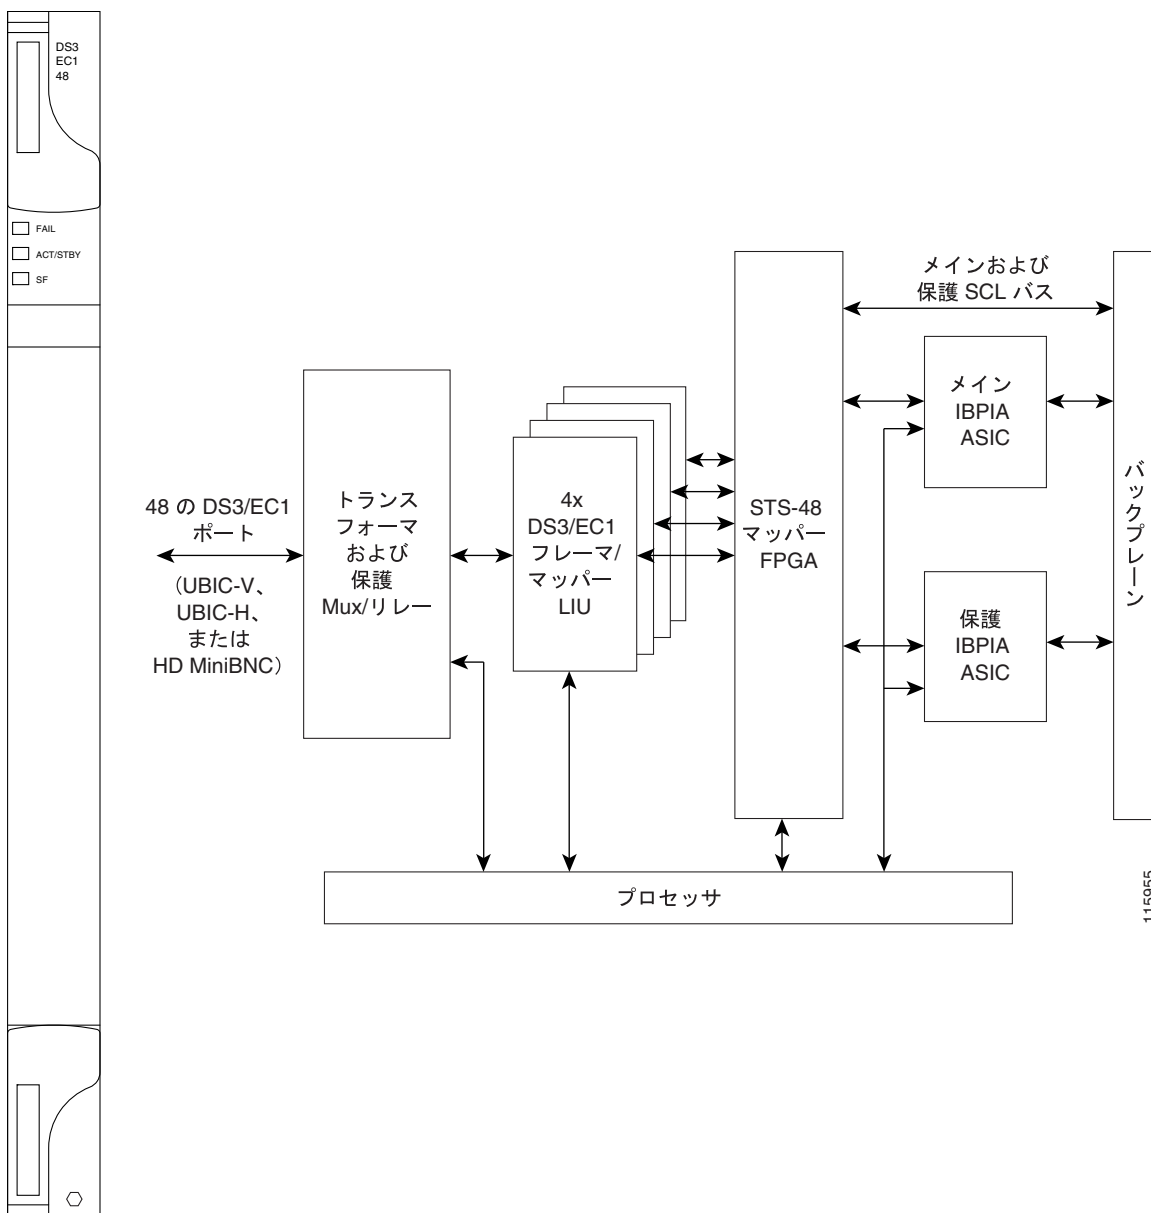 DS3
EC1
48
FAIL
ACT/STBY
SF
48 の DS3/EC1
ポート
（UBIC-V、
UBIC-H、
または
HD MiniBNC）
トランス
フォーマ
および
保護
Mux/リレー
4x
DS3/EC1
フレーマ/
マッパー
LIU
STS-48
マッパー
FPGA
メインおよび
保護 SCL バス
メイン
IBPIA
ASIC
保護
IBPIA
ASIC
バックプレーン
プロセッサ
115955